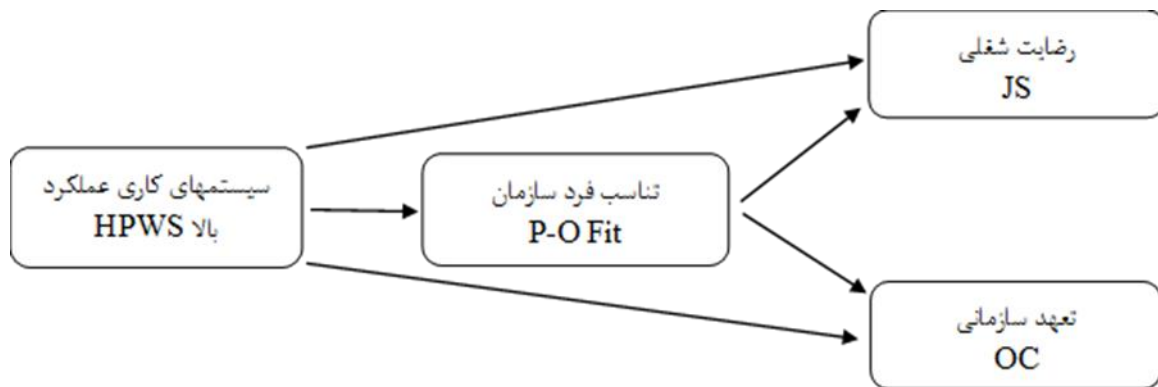 رضایت شغلی
JS
سیستمهای کاری عملکرد
بالا HPWS
تناسب فرد سازمان
P-O Fit
تعهد سازمانی
OC